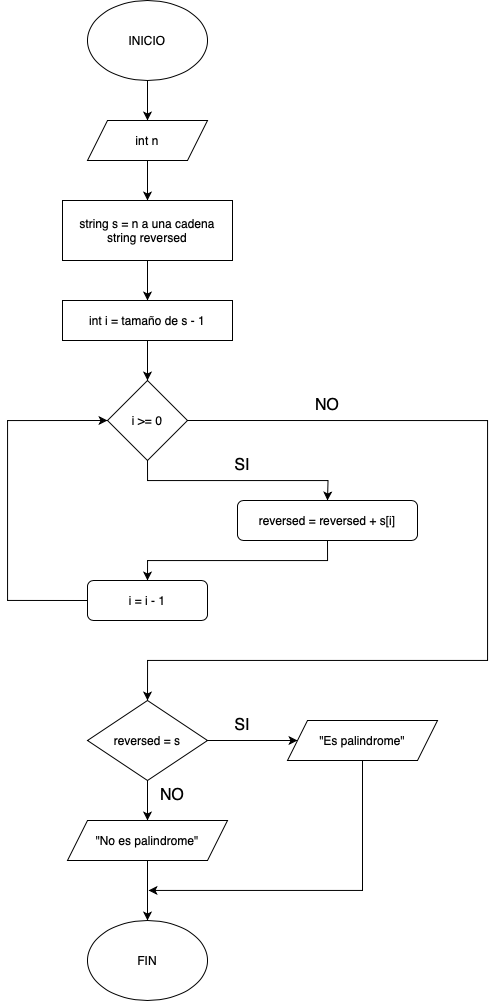 INICIO
int n
string s = n a una cadena
string reversed
int i = tamaño de s - 1
i >= 0
NO
SI
reversed = reversed + s[i]
i = i - 1
reversed = s
SI
"Es palindrome"
NO
"No es palindrome"
FIN